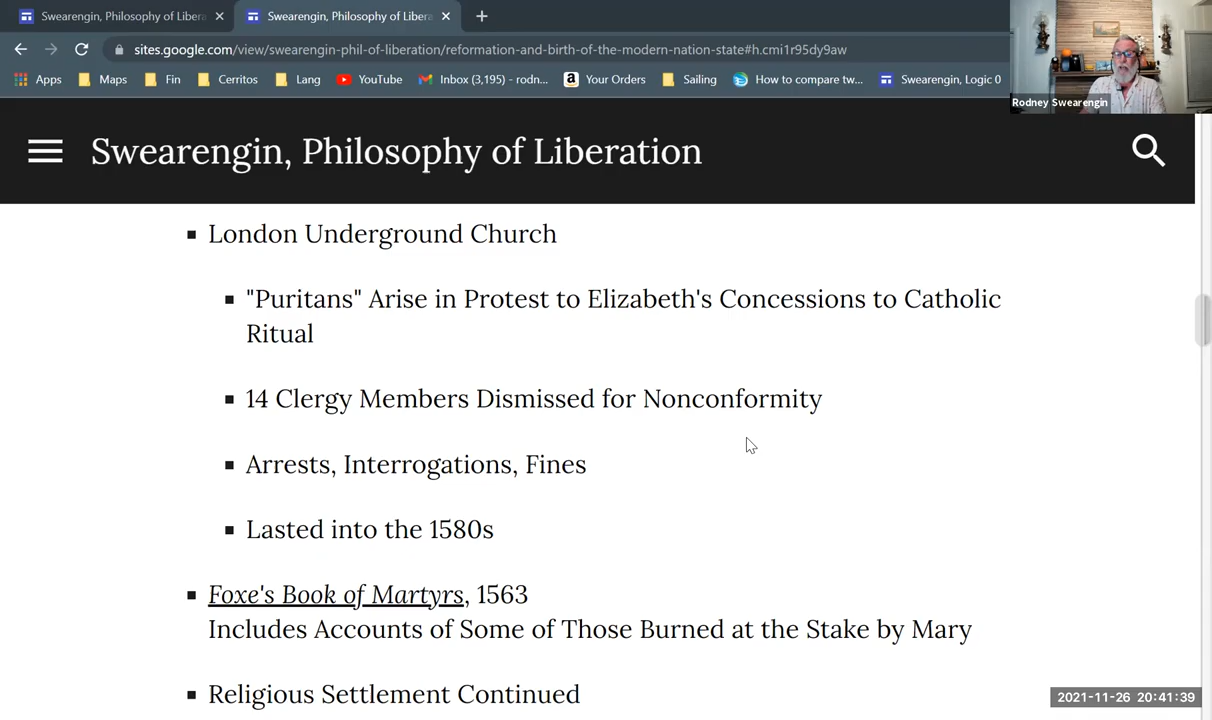 Swearengin, Philosophy of Libera
Swearengin, Philosophy of Libera
sites.google.com/view/swearengin-phil-of-liberation/reformation-and-birth-of-the-modern-nation-state#h.cmi1r95dy9aw
Apps Maps Fin Cerritos Lang YouTube Inbox (3,195) - rodn... Your Orders Sailing How to compare tw... Swearengin, Logic 0
Rodney Swearengin
Swearengin, Philosophy of Liberation
London Underground Church
"Puritans" Arise in Protest to Elizabeth's Concessions to Catholic
Ritual
14 Clergy Members Dismissed for Nonconformity
Arrests, Interrogations, Fines
Lasted into the 1580s
Foxe's Book of Martyrs, 1563
Includes Accounts of Some of Those Burned at the Stake by Mary
Religious Settlement Continued
2021-11-26 20:41:39